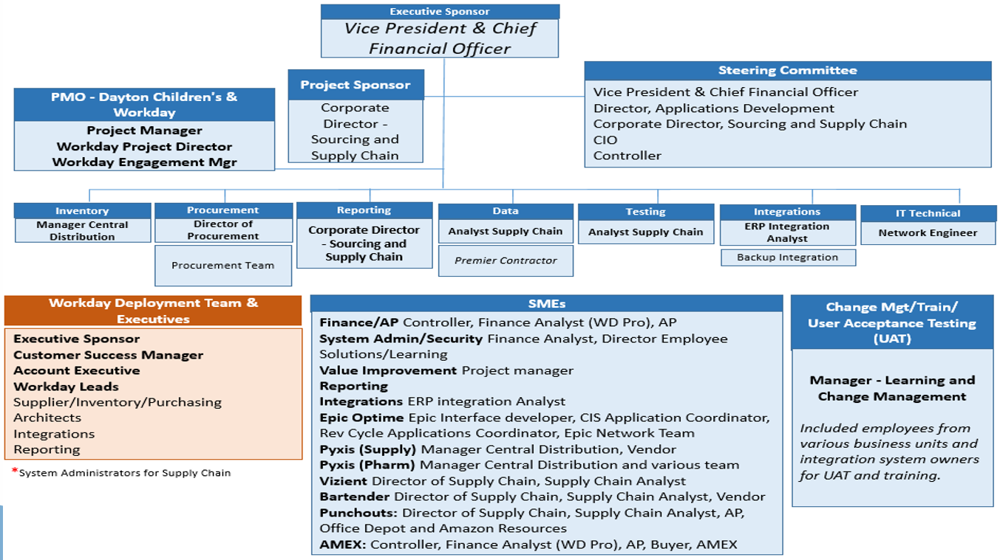 Executive Sponsor
Vice President & Chief
Financial Officer
Steering Committee
Vice President & Chief Financial Officer
Director, Applications Development
Corporate Director, Sourcing and Supply Chain
CIO
Controller
Project Sponsor
Corporate
Director -
Sourcing and
Supply Chain
PMO - Dayton Children's &
Workday
Project Manager
Workday Project Director
Workday Engagement Mgr
Inventory
Manager Central
Distribution
Procurement
Director of
Procurement
Procurement Team
Reporting
Corporate Director
- Sourcing and
Supply Chain
Data
Analyst Supply Chain
Premier Contractor
Testing
Analyst Supply Chain
Integrations
ERP Integration
Analyst
Backup Integration
IT Technical
Network Engineer
Workday Deployment Team &
Executives
Executive Sponsor
Customer Success Manager
Account Executive
Workday Leads
Supplier/Inventory/Purchasing
Architects
Integrations
Reporting
*System Administrators for Supply Chain
SMEs
Finance/AP Controller, Finance Analyst (WD Pro), AP
System Admin/Security Finance Analyst, Director Employee
Solutions/Learning
Value Improvement Project manager
Reporting
Integrations ERP integration Analyst
Epic Optime Epic Interface developer, CIS Application Coordinator,
Rev Cycle Applications Coordinator, Epic Network Team
Pyxis (Supply) Manager Central Distribution, Vendor
Pyxis (Pharm) Manager Central Distribution and various team
Vizient Director of Supply Chain, Supply Chain Analyst
Bartender Director of Supply Chain, Supply Chain Analyst, Vendor
Punchouts: Director of Supply Chain, Supply Chain Analyst, AP,
Office Depot and Amazon Resources
AMEX: Controller, Finance Analyst (WD Pro), AP, Buyer, AMEX
Change Mgt/Train/
User Acceptance Testing
(UAT)
Manager - Learning and
Change Management
Included employees from
various business units and
integration system owners
for UAT and training.